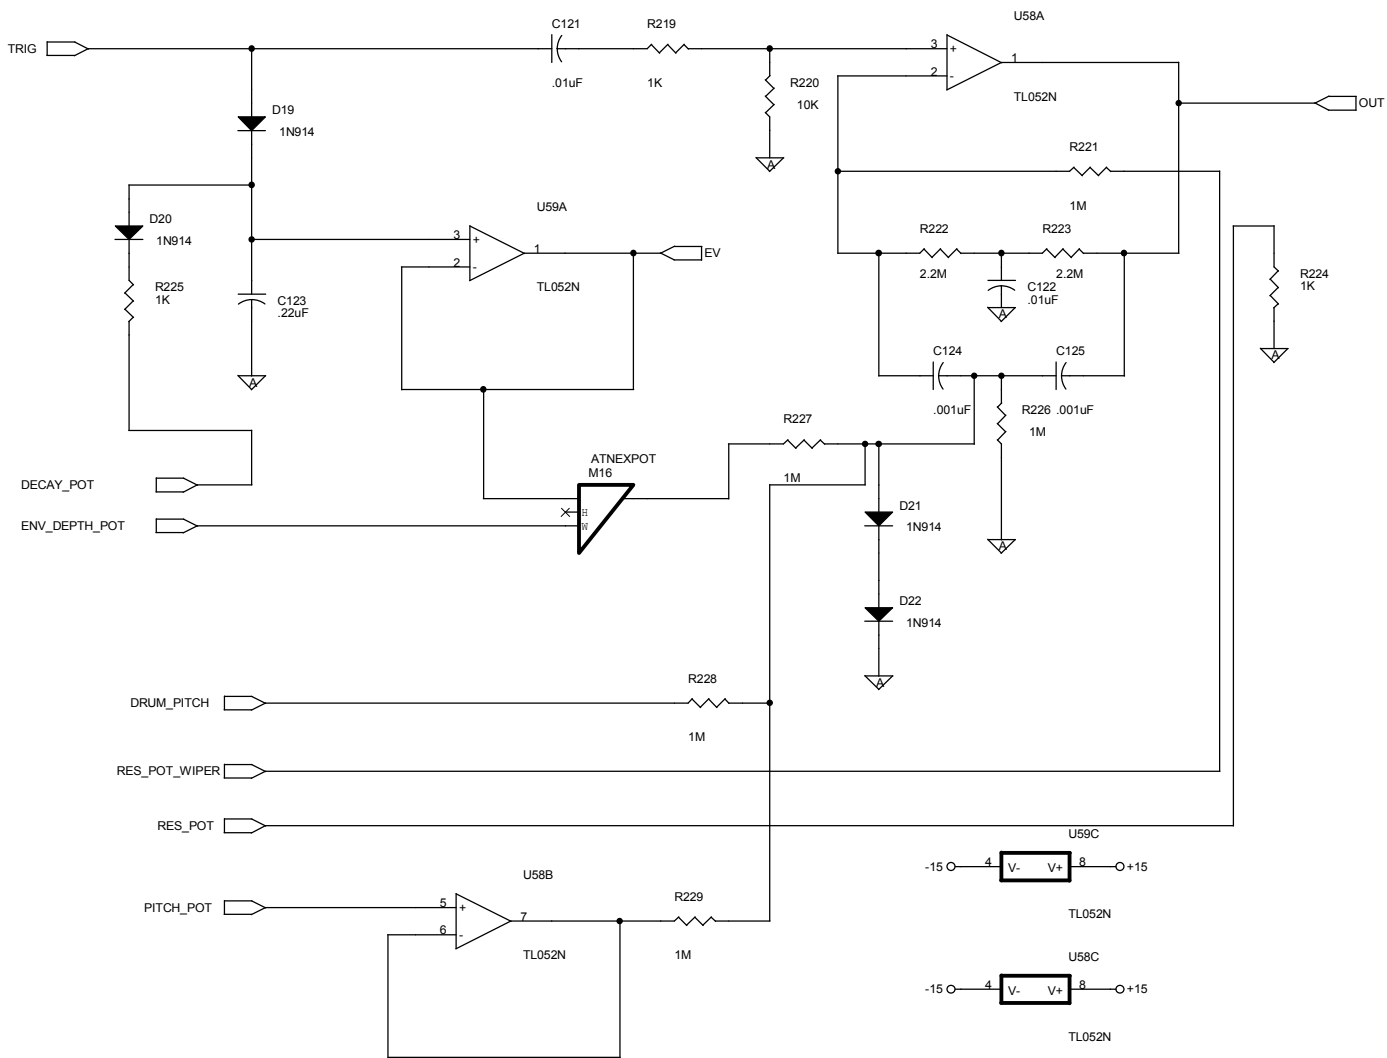 U58A
C121
R219
TRIG
3
+
1
2
-
.01uF
1K
R220
10K
TL052N
OUT
D19
1N914
R221
A
1M
U59A
D20
1N914
3
+
1
2
-
EV
R222
R223
2.2M
2.2M
TL052N
R225
1K
C123
.22uF
C122
.01uF
R224
1K
A
A
A
C124
C125
.001uF
R226
.001uF
1M
R227
ATNEXPOT
M16
1M
DECAY_POT
H
W
ENV_DEPTH_POT
D21
1N914
A
D22
1N914
R228
A
DRUM_PITCH
1M
RES_POT_WIPER
RES_POT
U59C
-15
4
V-
V+
8
+15
U58B
R229
PITCH_POT
5
+
7
6
-
TL052N
TL052N
1M
U58C
-15
4
V-
V+
8
+15
TL052N